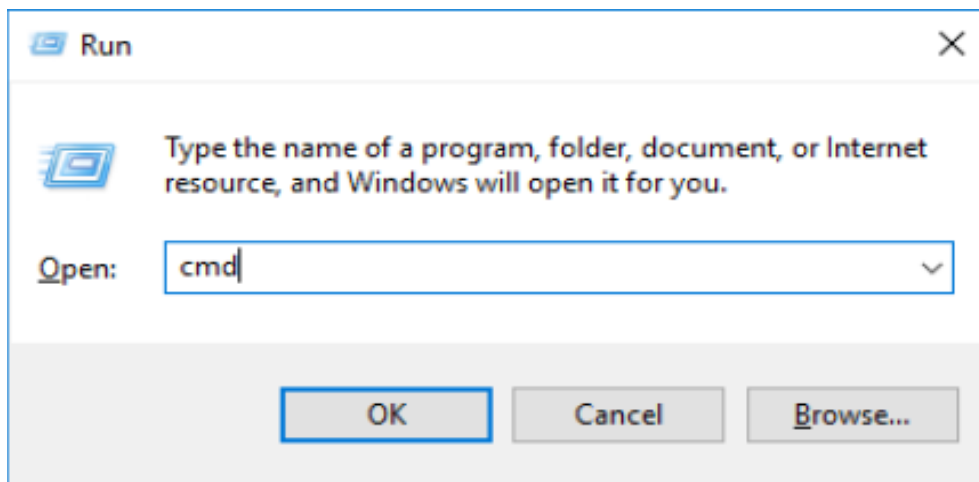 Run
Type the name of a program, folder, document, or Internet
resource, and Windows will open it for you.
Open: cmd
OK Cancel Browse...